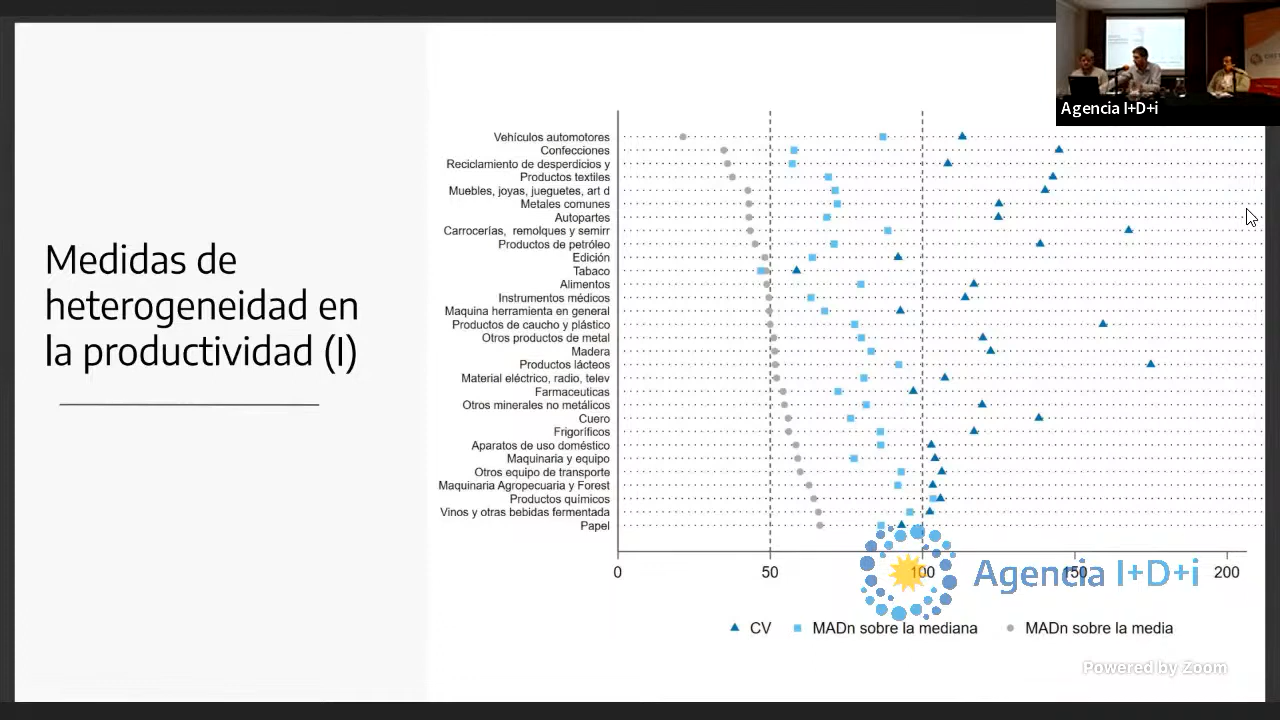 Agencia I+D+i
Medidas de
heterogeneidad en
la productividad (I)
Vehículos automotores
Confecciones
Reciclamiento de desperdicios y
Productos textiles
Muebles, joyas, jueguetes, art d
Metales comunes
Autopartes
Carrocerías, remolques y semirr
Productos de petróleo
Edición
Tabaco
Alimentos
Instrumentos médicos
Maquina herramienta en general
Productos de caucho y plástico
Otros productos de metal
Madera
Productos lácteos
Material eléctrico, radio, telev
Farmaceuticas
Otros minerales no metálicos
Cuero
Frigoríficos
Aparatos de uso doméstico
Maquinaria y equipo
Otros equipo de transporte
Maquinaria Agropecuaria y Forest
Productos químicos
Vinos y otras bebidas fermentada
Papel
0 50 100 150 200
Agencia I+D+i
CV MADn sobre la mediana MADn sobre la media
Powered by Zoom